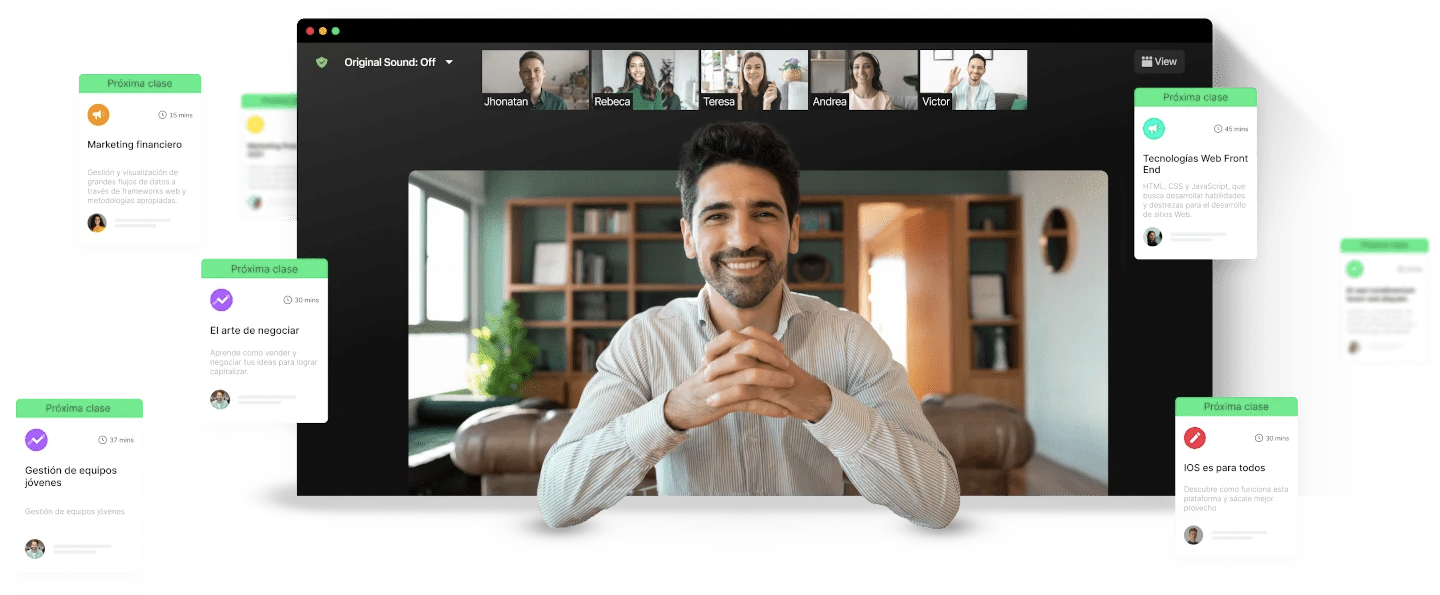 Original Sound: Off
View
Jhonatan
Rebeca
Teresa
Andrea
Victor
Próxima clase
15 mins
Marketing financiero
Gestión y visualización de
grandes flujos de datos a
través de frameworks web y
metodologías apropiadas.
Próxima clase
30 mins
El arte de negociar
Aprende como vender y
negociar tus ideas para lograr
capitalizar.
Próxima clase
37 mins
Gestión de equipos
jóvenes
Gestión de equipos jóvenes
Próxima clase
45 mins
Tecnologías Web Front
End
HTML, CSS y JavaScript, que
busca desarrollar habilidades
y destrezas para el desarrollo
de sitios Web.
Próxima clase
30 mins
IOS es para todos
Descubre como funciona esta
plataforma y sácale mejor
provecho